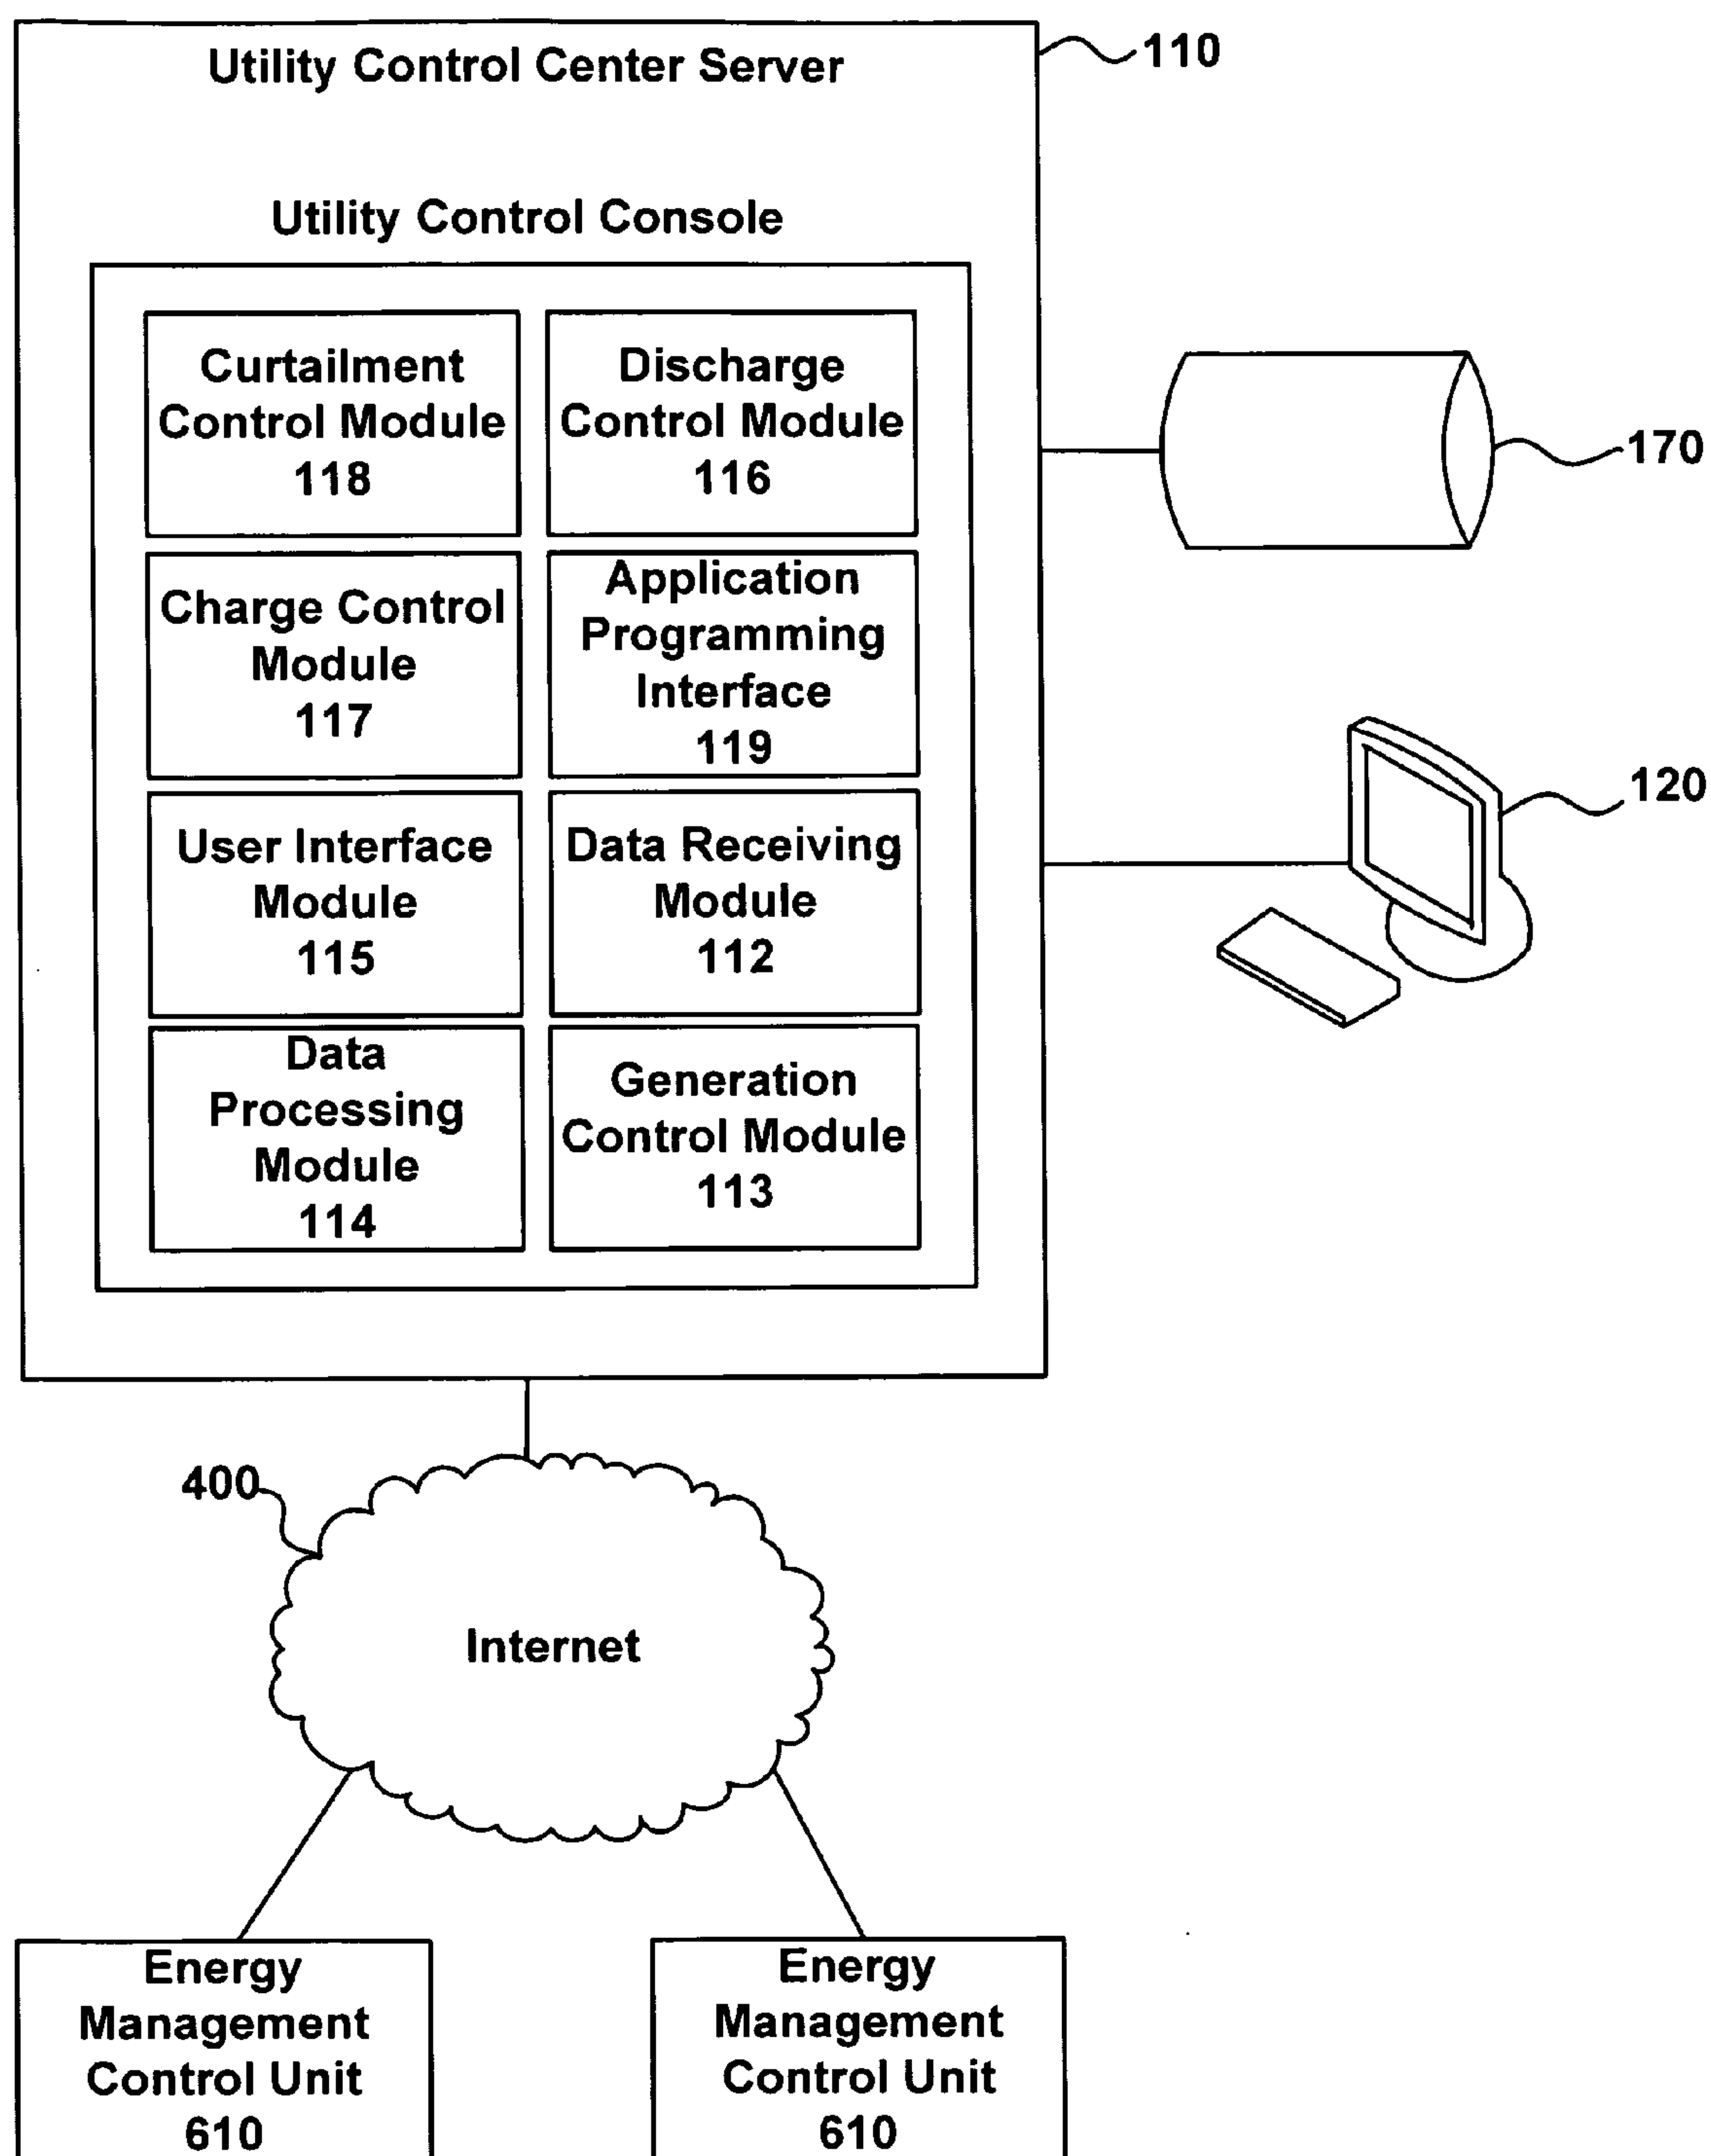 Utility Control Center Server
110
Utility Control Console
Curtailment
Control Module
118
Discharge
Control Module
116
Charge Control
Module
117
Application
Programming
Interface
119
User Interface
Module
115
Data Receiving
Module
112
Data
Processing
Module
114
Generation
Control Module
113
170
120
400
Internet
Energy
Management
Control Unit
610
Energy
Management
Control Unit
610